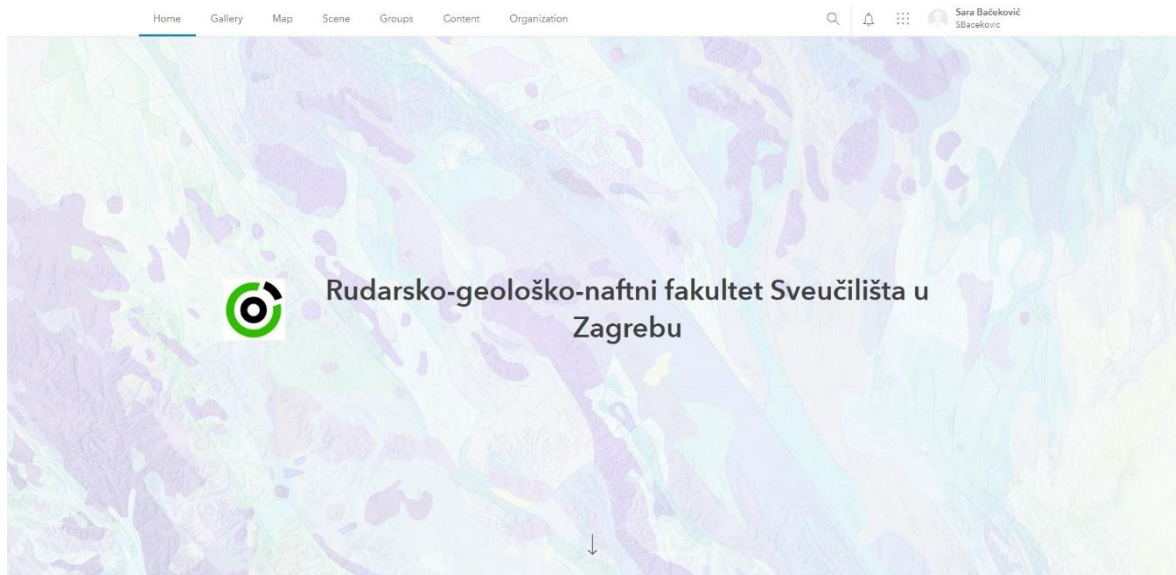 Home Gallery Map Scene Groups Content Organization
Sara Bačeković
SBacekovic
Rudarsko-geološko-naftni fakultet Sveučilišta u
Zagrebu